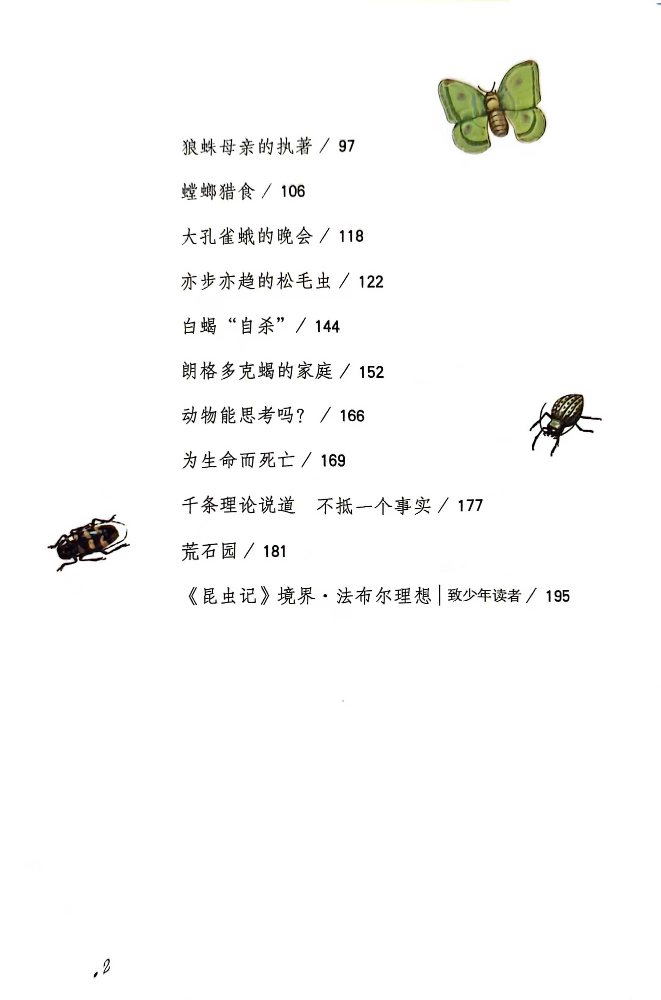 狼蛛母亲的执著 / 97
螳螂猎食 / 106
大孔雀蛾的晚会 / 118
亦步亦趋的松毛虫 / 122
白蝎“自杀” / 144
朗格多克蝎的家庭 / 152
动物能思考吗? / 166
为生命而死亡 / 169
千条理论说道　不抵一个事实 / 177
荒石园 / 181
《昆虫记》境界·法布尔理想|致少年读者 / 195
2